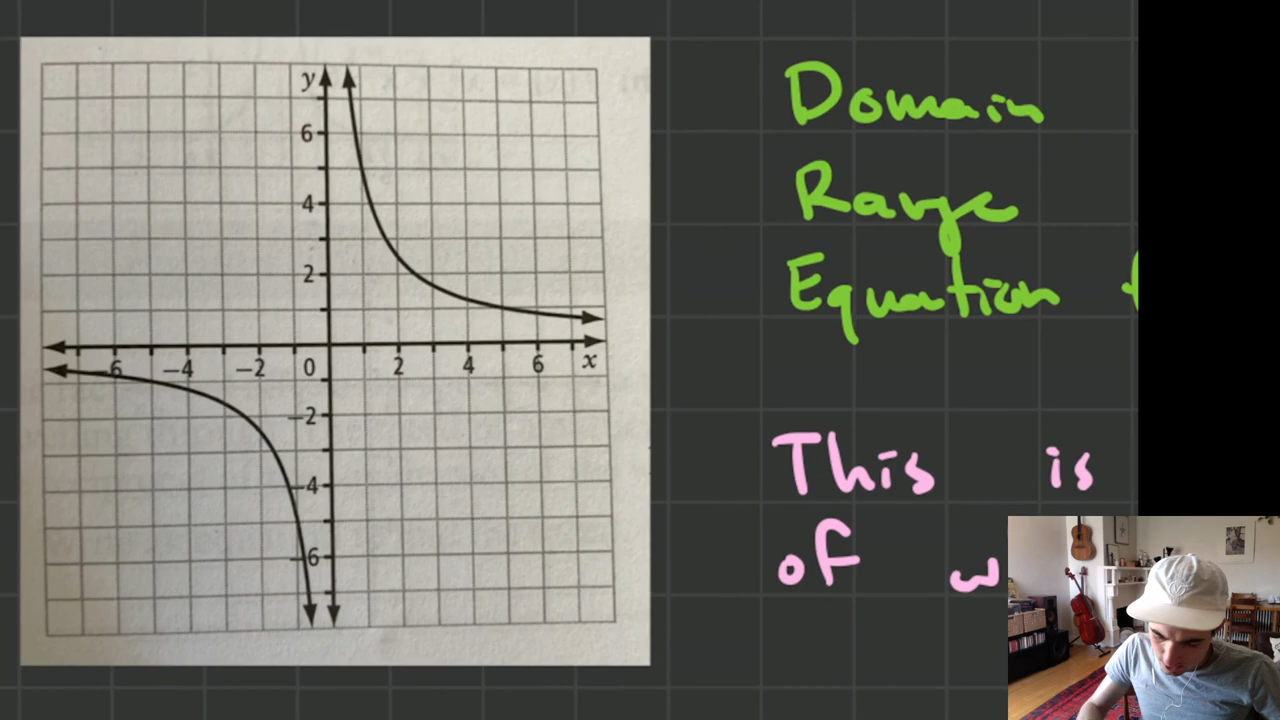 y
6
4
2
−6 −4 −2 0 2 4 6 x
−2
−4
−6
Domain
Range
Equation
This is
of